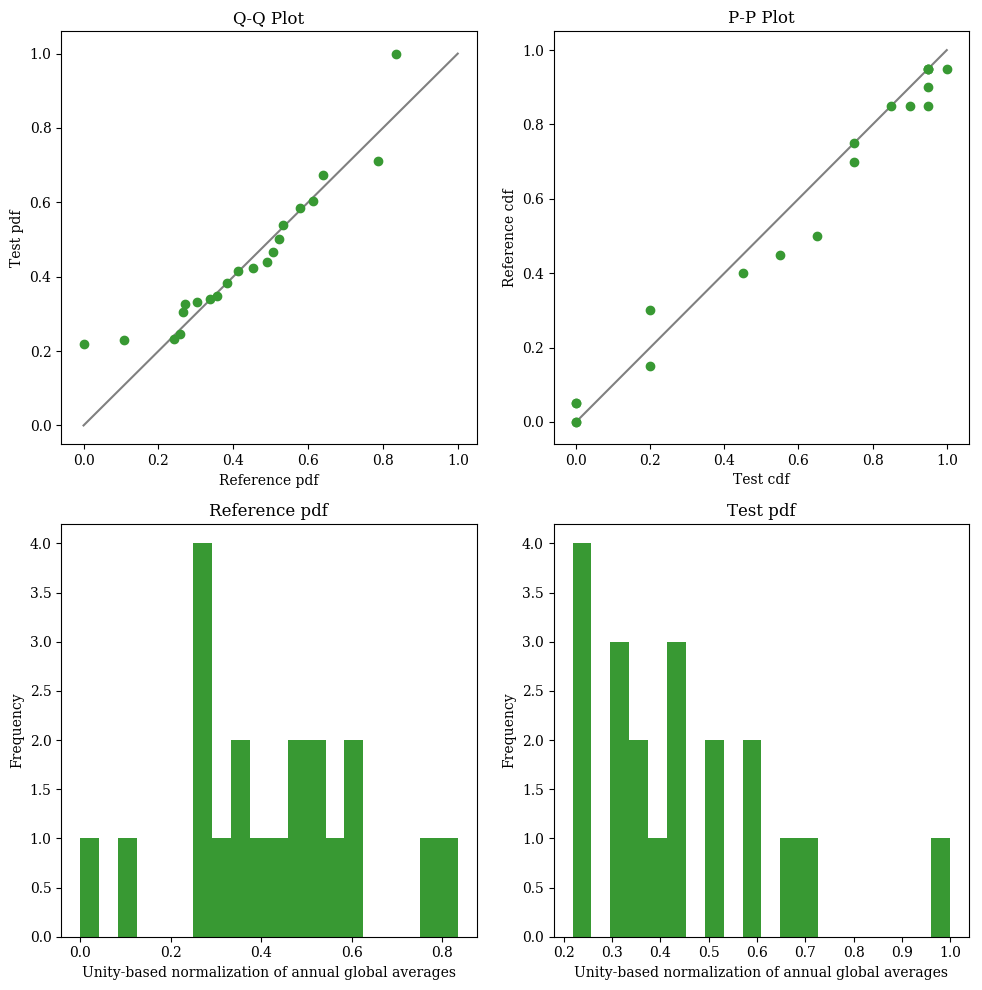 Q-Q Plot
P-P Plot
1.0
0.8
0.6
0.4
0.2
0.0
Test pdf
0.0 0.2 0.4 0.6 0.8 1.0
Reference pdf
1.0
0.8
0.6
0.4
0.2
0.0
Reference cdf
0.0 0.2 0.4 0.6 0.8 1.0
Test cdf
Reference pdf
Test pdf
4.0
3.5
3.0
2.5
2.0
1.5
1.0
0.5
0.0
Frequency
0.0 0.2 0.4 0.6 0.8
Unity-based normalization of annual global averages
4.0
3.5
3.0
2.5
2.0
1.5
1.0
0.5
0.0
Frequency
0.2 0.3 0.4 0.5 0.6 0.7 0.8 0.9 1.0
Unity-based normalization of annual global averages